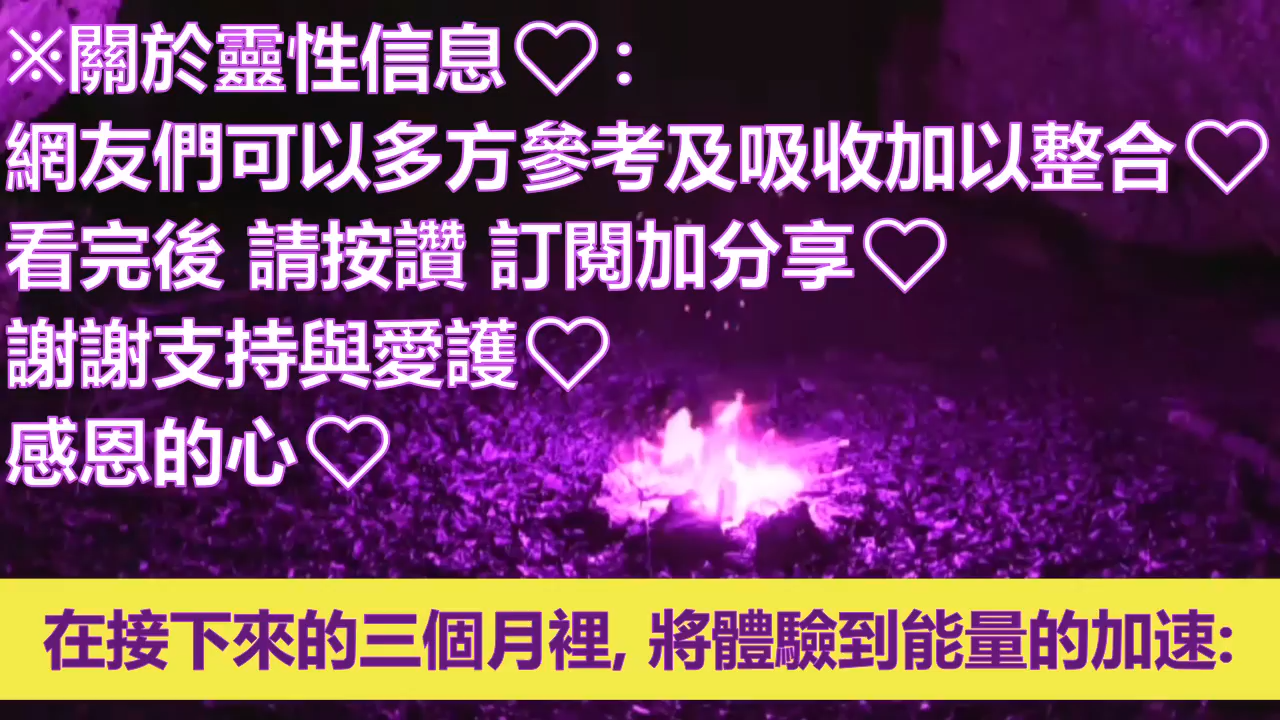 ※關於靈性信息♡:
網友們可以多方參考及吸收加以整合♡
看完後 請按讚 訂閱加分享♡
謝謝支持與愛護♡
感恩的心♡
在接下來的三個月裡, 將體驗到能量的加速: